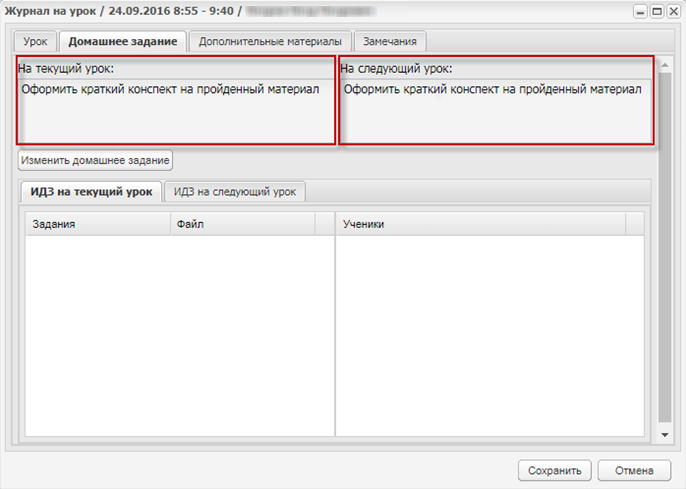 Журнал на урок / 24.09.2016 8:55 - 9:40 /
Урок Домашнее задание Дополнительные материалы Замечания
На текущий урок: На следующий урок:
Оформить краткий конспект на пройденный материал Оформить краткий конспект на пройденный материал
Изменить домашнее задание
ИДЗ на текущий урок ИДЗ на следующий урок
Задания Файл Ученики
Сохранить Отмена